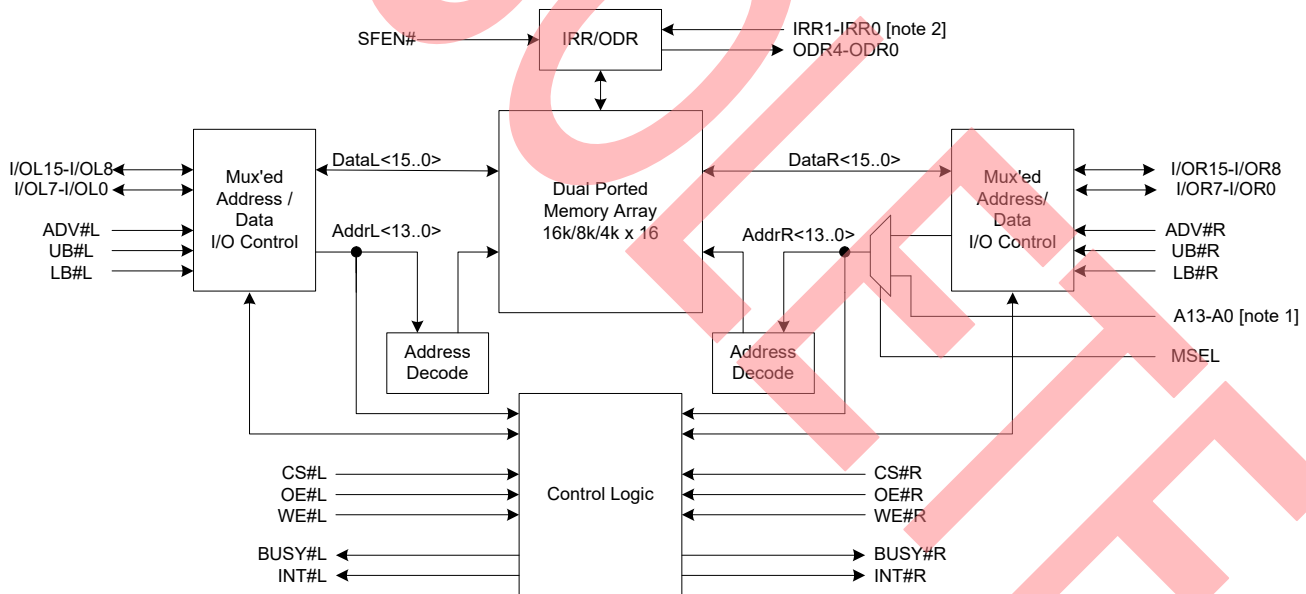 SFEN#
IRR/ODR
IRR1-IRR0 [note 2]
ODR4-ODR0
I/OL15-I/OL8
I/OL7-I/OL0
ADV#L
UB#L
LB#L
Mux'ed
Address /
Data
I/O Control
DataL<15..0>
AddrL<13..0>
Dual Ported
Memory Array
16k/8k/4k x 16
DataR<15..0>
AddrR<13..0>
Mux'ed
Address/
Data
I/O Control
I/OR15-I/OR8
I/OR7-I/OR0
ADV#R
UB#R
LB#R
A13-A0 [note 1]
MSEL
Address
Decode
Address
Decode
Control Logic
CS#L
OE#L
WE#L
BUSY#L
INT#L
CS#R
OE#R
WE#R
BUSY#R
INT#R